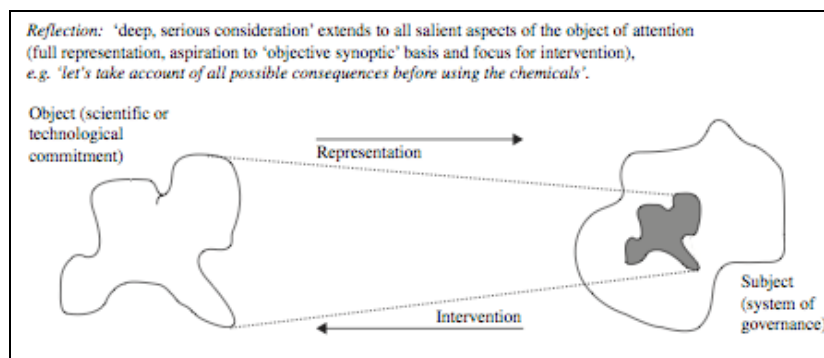 Reflection: ‘deep, serious consideration’ extends to all salient aspects of the object of attention
(full representation, aspiration to ‘objective synoptic’ basis and focus for intervention),
e.g. ‘let's take account of all possible consequences before using the chemicals’.
Object (scientific or
technological
commitment)
Representation
Subject
(system of
governance)
Intervention